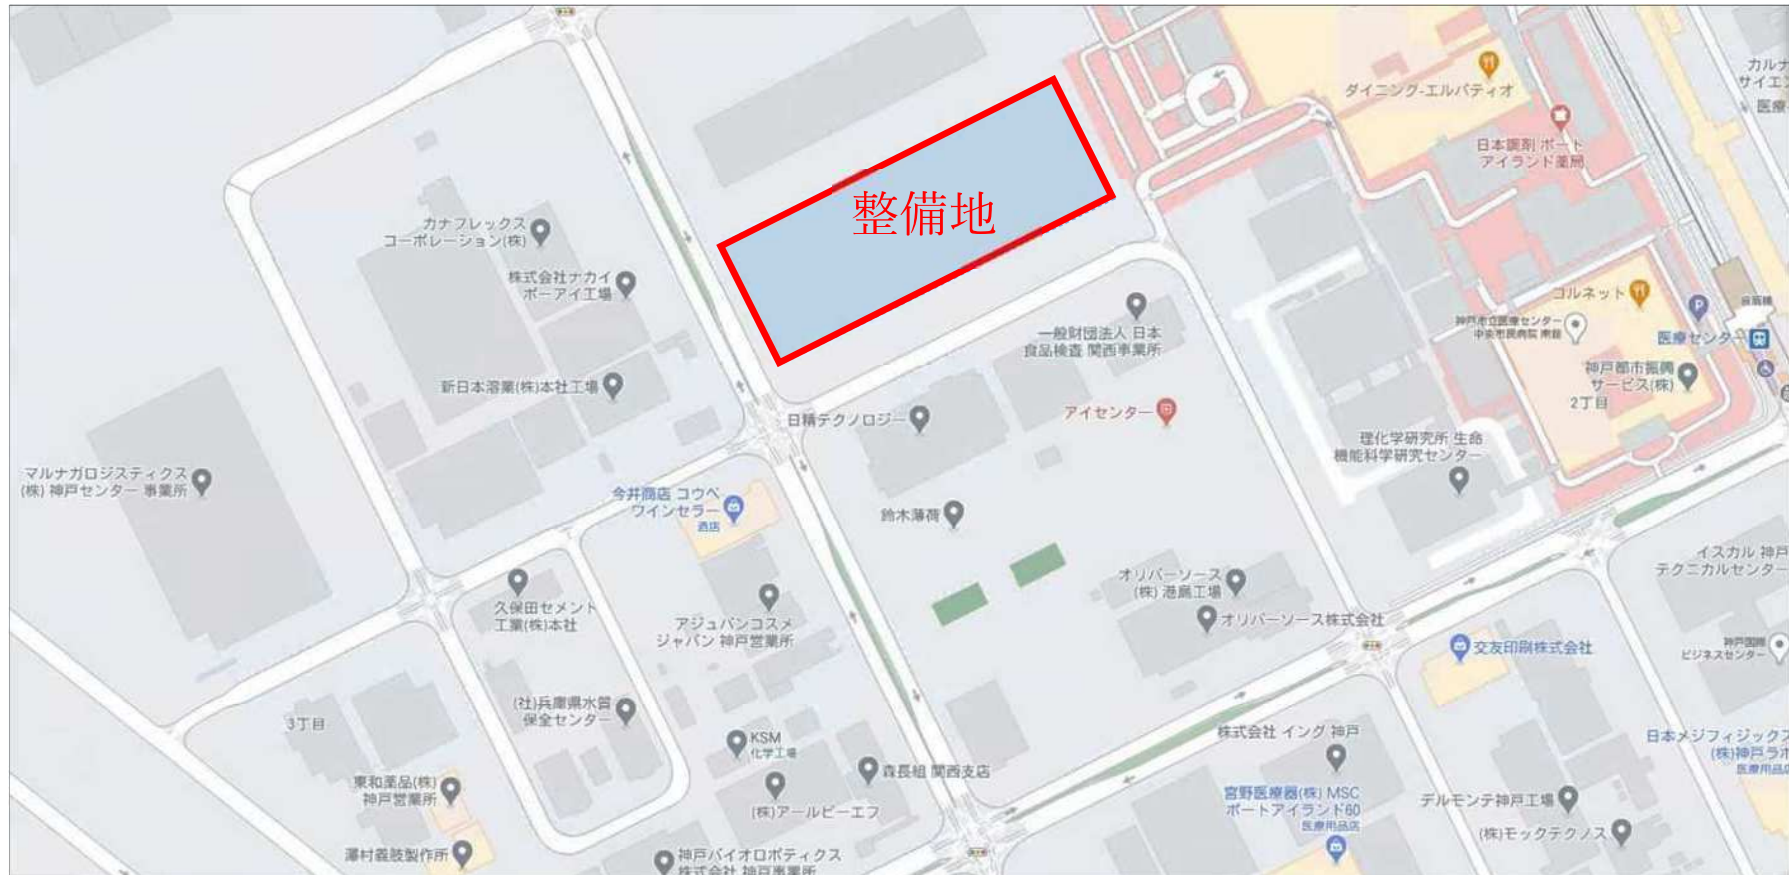 カルナ
サイエン
医療
ダイニング-エルパティオ
日本調剤 ポート
アイランド薬局
整備地
カナフレックス
コーポレーション(株)
株式会社ナカイ
ポーアイ工場
コルネット
P
神戸市立医療センター
中央市民病院 南館
医療センター
一般財団法人 日本
食品検査 関西事業所
神戸都市振興
サービス(株)
2丁目
新日本溶業(株)本社工場
日精テクノロジー
アイセンター
理化学研究所 生命
機能科学研究センター
マルナガロジスティクス
(株) 神戸センター 事業所
今井商店 コウベ
ワインセラー
酒店
鈴木薄荷
イスカル 神戸
テクニカルセンター
オリバーソース
(株) 港島工場
オリバーソース株式会社
久保田セメント
工業(株)本社
アジュバンコスメ
ジャパン 神戸営業所
交友印刷株式会社
神戸国際
ビジネスセンター
(社)兵庫県水質
保全センター
3丁目
KSM
化学工場
森長組 関西支店
株式会社 イング 神戸
日本メジフィジックス
(株)神戸ラボ
医療用品店
東和薬品(株)
神戸営業所
(株)アールビーエフ
宮野医療器(株) MSC
ポートアイランド60
医療用品店
デルモンテ神戸工場
(株)モックテクノス
澤村義肢製作所
神戸バイオロボティクス
株式会社 神戸事業所